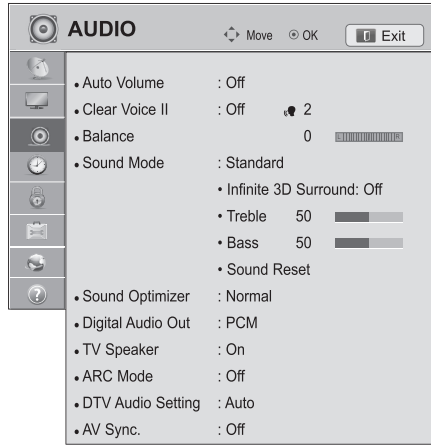 AUDIO Move OK Exit
• Auto Volume : Off
• Clear Voice II : Off 2
• Balance 0 L R
• Sound Mode : Standard
• Infinite 3D Surround: Off
• Treble 50
• Bass 50
• Sound Reset
• Sound Optimizer : Normal
• Digital Audio Out : PCM
• TV Speaker : On
• ARC Mode : Off
• DTV Audio Setting : Auto
• AV Sync. : Off
?